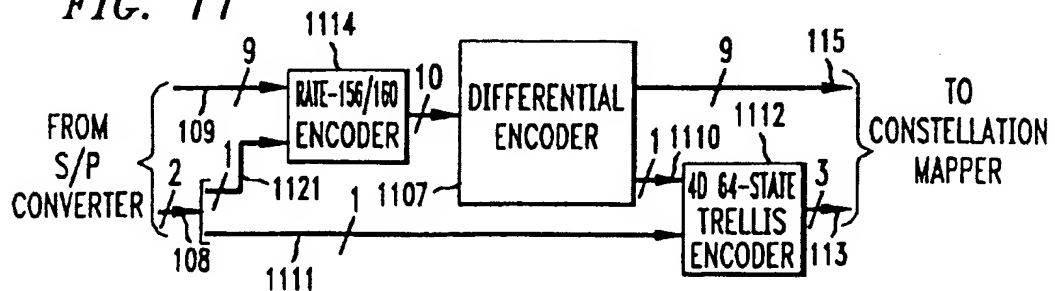 FIG. 11
1114
9
RATE-156/160
ENCODER
109
10
DIFFERENTIAL
ENCODER
1107
9
115
1112
1
1110
4D 64-STATE
TRELLIS
ENCODER
3
113
FROM
S/P
CONVERTER
2
108
1
1121
1
1111
TO
CONSTELLATION
MAPPER